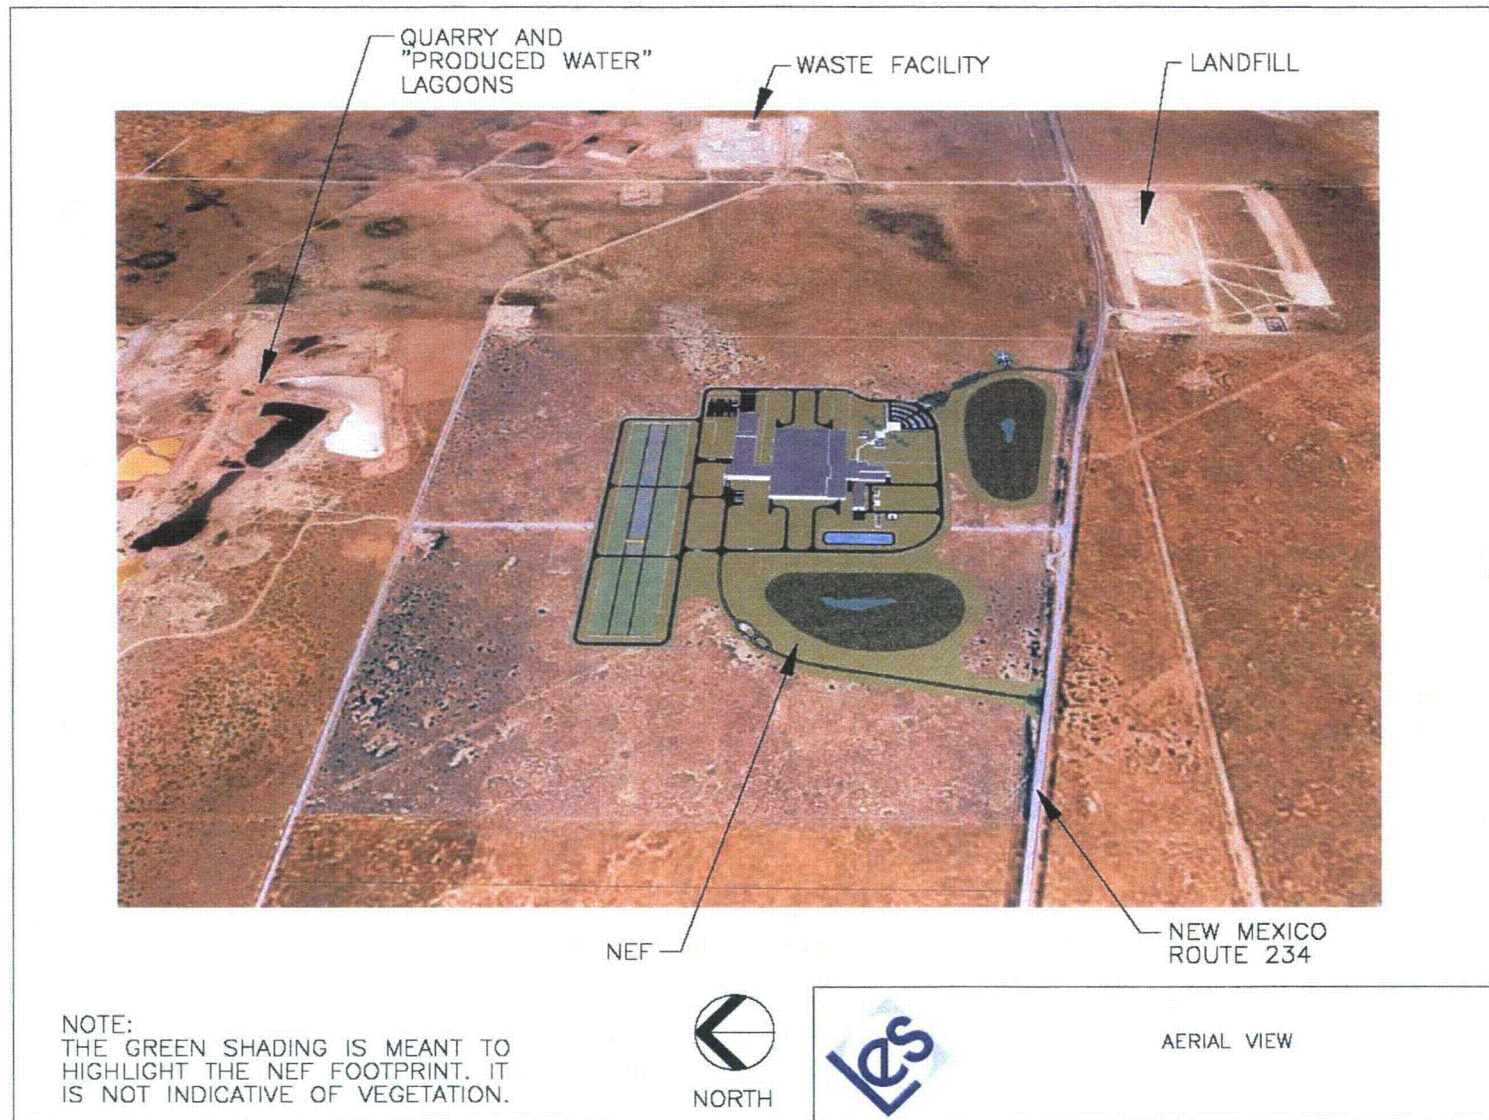 QUARRY AND
"PRODUCED WATER"
LAGOONS
WASTE FACILITY
LANDFILL
NEF
NEW MEXICO
ROUTE 234
NOTE:
THE GREEN SHADING IS MEANT TO
HIGHLIGHT THE NEF FOOTPRINT. IT
IS NOT INDICATIVE OF VEGETATION.
NORTH
Les
AERIAL VIEW